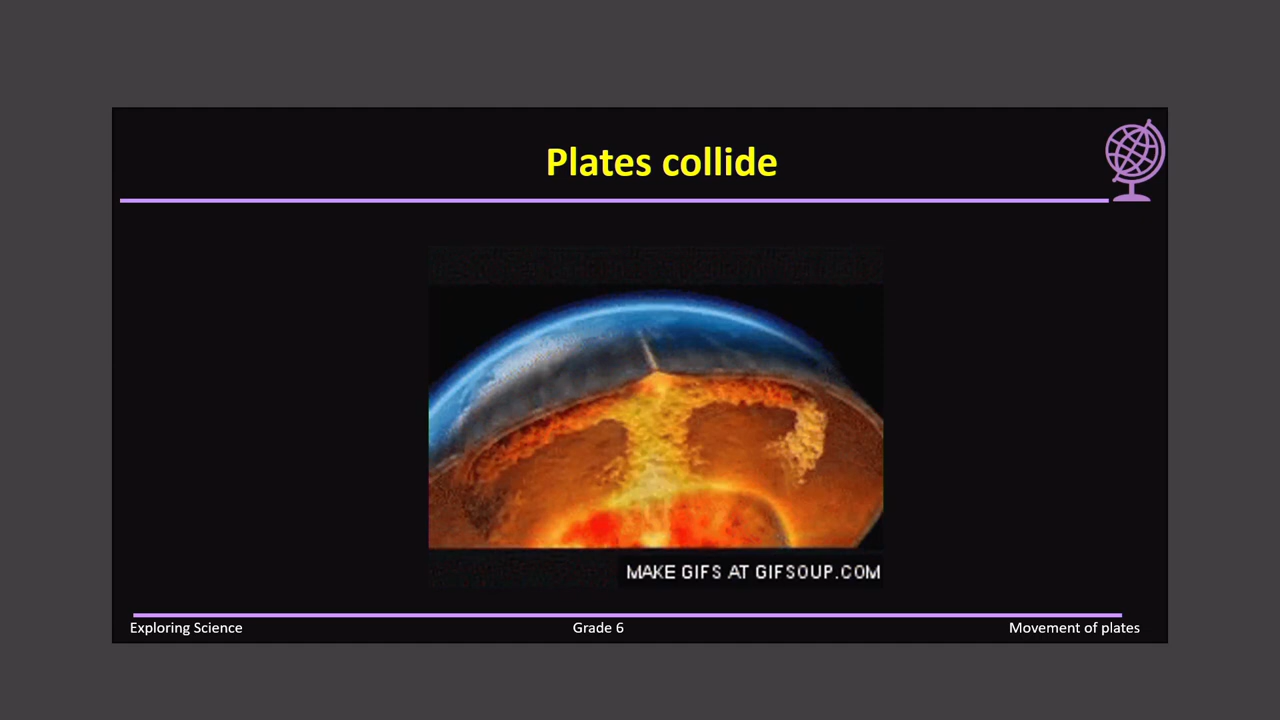 Plates collide
MAKE GIFS AT GIFSOUP.COM
Exploring Science
Grade 6
Movement of plates